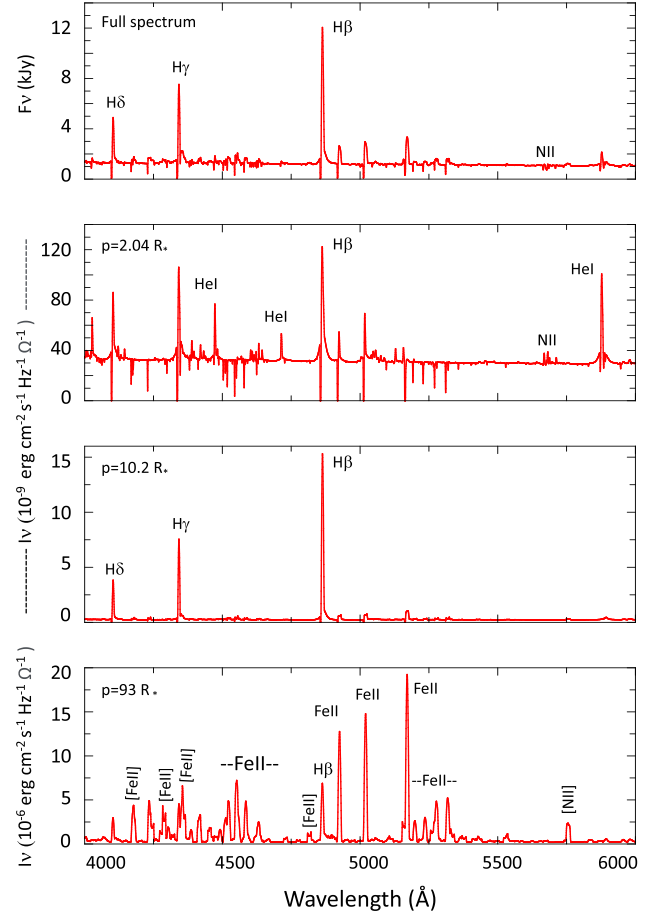 Full spectrum
Fν (kJy)
12
8
4
0
Hδ
Hγ
Hβ
NII
p=2.04 R*
120
80
40
0
HeI
HeI
Hβ
NII
HeI
---------- Iν (10-9 erg cm-2 s-1 Hz-1 Ω-1 ) ----------
p=10.2 R*
15
10
5
0
Hδ
Hγ
Hβ
p=93 R*
Iν (10-6 erg cm-2 s-1 Hz-1 Ω-1)
20
15
10
5
0
[FeII]
[FeII]
[FeII]
--FeII--
[FeII]
Hβ
FeII
FeII
FeII
--FeII--
[NII]
4000 4500 5000 5500 6000
Wavelength (Å)